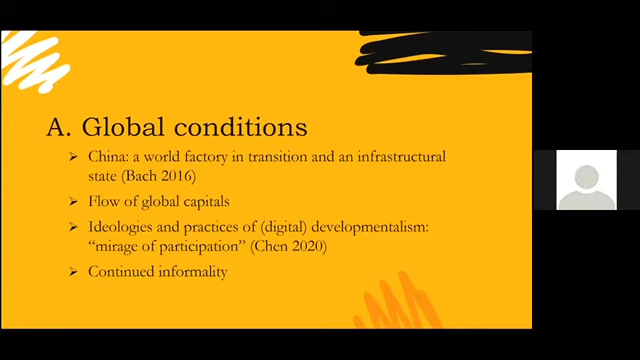 A. Global conditions
➢ China: a world factory in transition and an infrastructural
state (Bach 2016)
➢ Flow of global capitals
➢ Ideologies and practices of (digital) developmentalism:
“mirage of participation” (Chen 2020)
➢ Continued informality